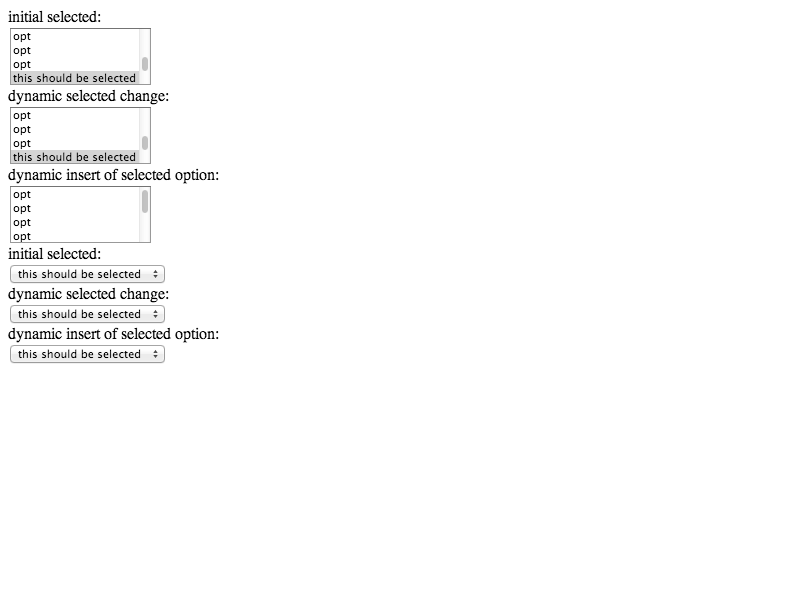 initial selected:
opt
opt
opt
this should be selected
dynamic selected change:
opt
opt
opt
this should be selected
dynamic insert of selected option:
opt
opt
opt
opt
initial selected:
this should be selected
dynamic selected change:
this should be selected
dynamic insert of selected option:
this should be selected